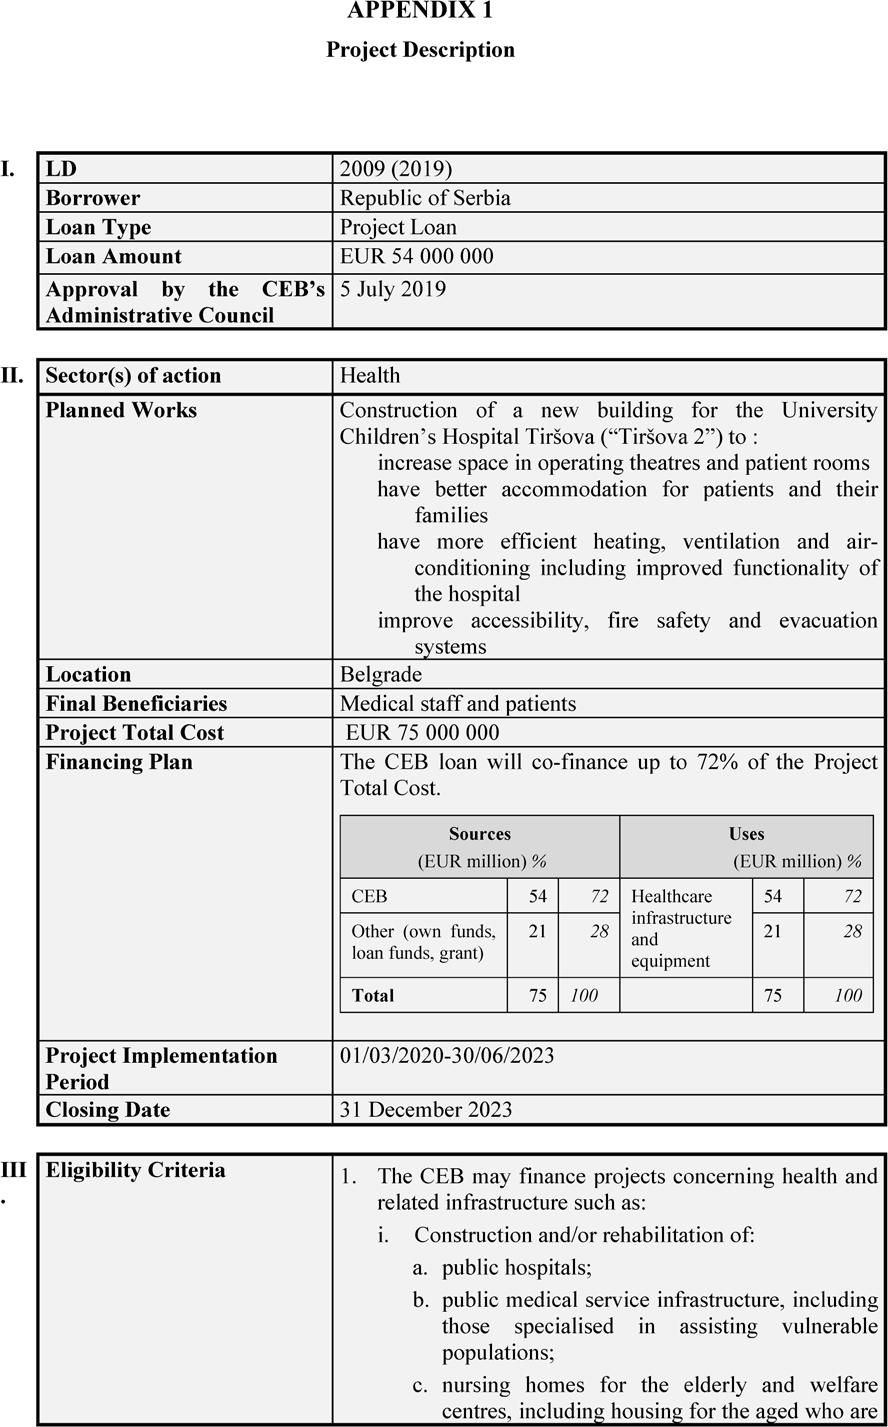 APPENDIX 1
Project Description
I. LD 2009 (2019)
Borrower Republic of Serbia
Loan Type Project Loan
Loan Amount EUR 54 000 000
Approval by the CEB's 5 July 2019
Administrative Council
II. Sector(s) of action Health
Planned Works Construction of a new building for the University
Children's Hospital Tiršova (“Tiršova 2”) to :
increase space in operating theatres and patient rooms
have better accommodation for patients and their
families
have more efficient heating, ventilation and air-
conditioning including improved functionality of
the hospital
improve accessibility, fire safety and evacuation
systems
Location Belgrade
Final Beneficiaries Medical staff and patients
Project Total Cost EUR 75 000 000
Financing Plan The CEB loan will co-finance up to 72% of the Project
Total Cost.
Sources Uses
(EUR million) % (EUR million) %
CEB 54 72 Healthcare 54 72
infrastructure
Other (own funds, 21 28 and 21 28
loan funds, grant) equipment
Total 75 100 75 100
Project Implementation 01/03/2020-30/06/2023
Period
Closing Date 31 December 2023
III Eligibility Criteria 1. The CEB may finance projects concerning health and
. related infrastructure such as:
i. Construction and/or rehabilitation of:
a. public hospitals;
b. public medical service infrastructure, including
those specialised in assisting vulnerable
populations;
c. nursing homes for the elderly and welfare
centres, including housing for the aged who are